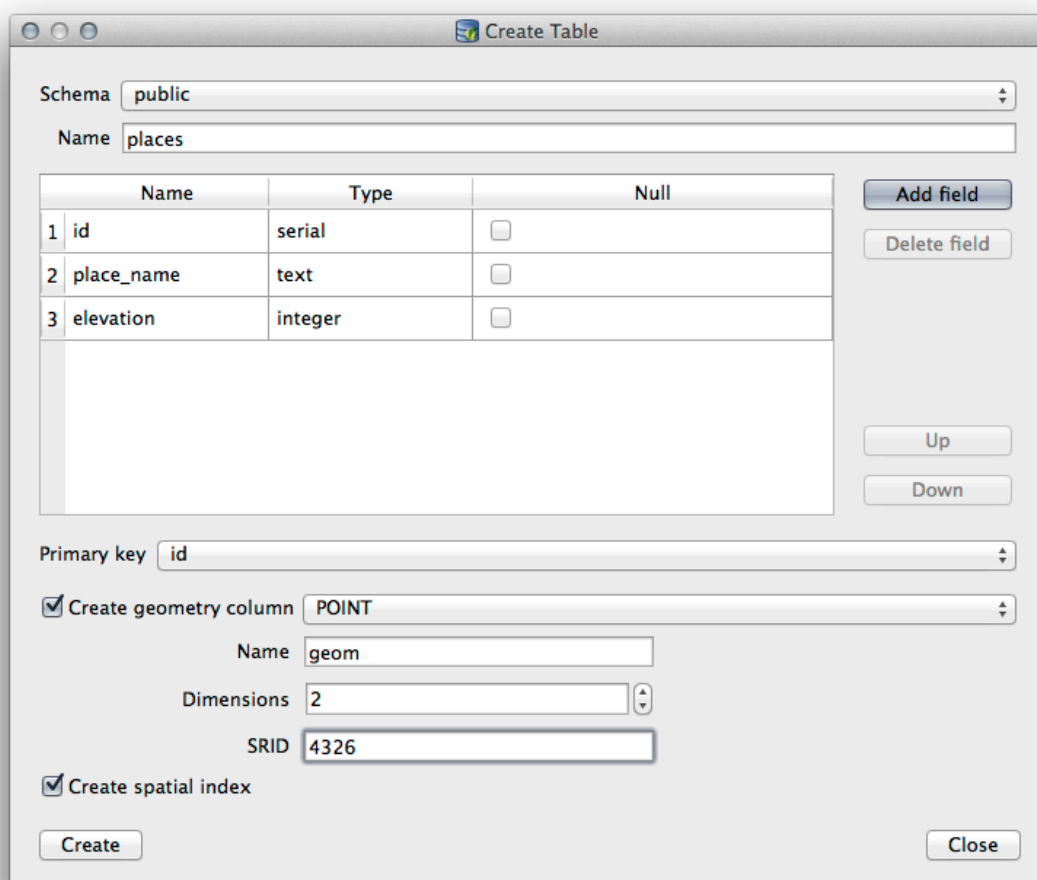 Create Table
Schema public
Name places
Name Type Null
1 id serial
2 place_name text
3 elevation integer
Add field
Delete field
Up
Down
Primary key id
Create geometry column POINT
Name geom
Dimensions 2
SRID 4326
Create spatial index
Create Close